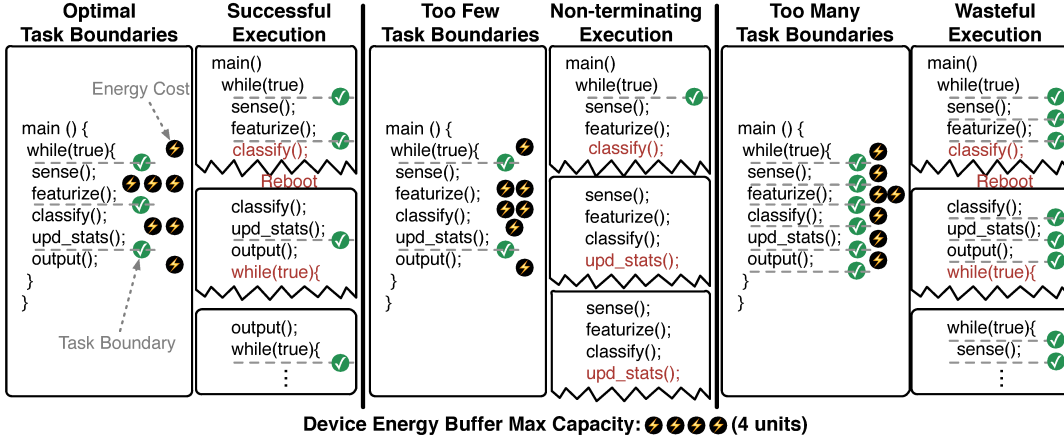 Optimal
Task Boundaries
Energy Cost
main () {
while(true){
sense();
featurize();
classify();
upd_stats();
output();
}
}
Task Boundary
Successful
Execution
main()
while(true)
sense();
featurize();
classify();
Reboot
classify();
upd_stats();
output();
while(true){
output();
while(true){
Too Few
Task Boundaries
main () {
while(true){
sense();
featurize();
classify();
upd_stats();
output();
}
}
Non-terminating
Execution
main()
while(true)
sense();
featurize();
classify();
sense();
featurize();
classify();
upd_stats();
sense();
featurize();
classify();
upd_stats();
Too Many
Task Boundaries
main () {
while(true){
sense();
featurize();
classify();
upd_stats();
output();
}
}
Wasteful
Execution
main()
while(true)
sense();
featurize();
classify();
Reboot
classify();
upd_stats();
output();
while(true){
while(true){
sense();
Device Energy Buffer Max Capacity: (4 units)